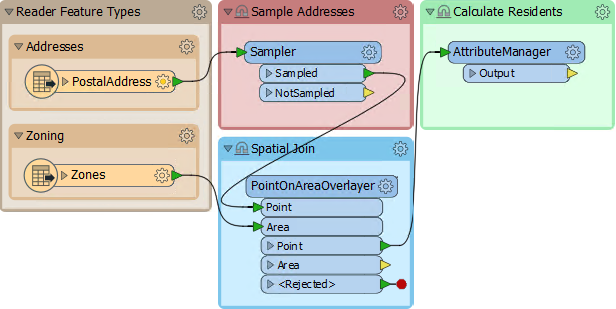 Reader Feature Types
Addresses
PostalAddress
Zoning
Zones
Sample Addresses
Sampler
Sampled
NotSampled
Spatial Join
PointOnAreaOverlayer
Point
Area
Point
Area
<Rejected>
Calculate Residents
AttributeManager
Output